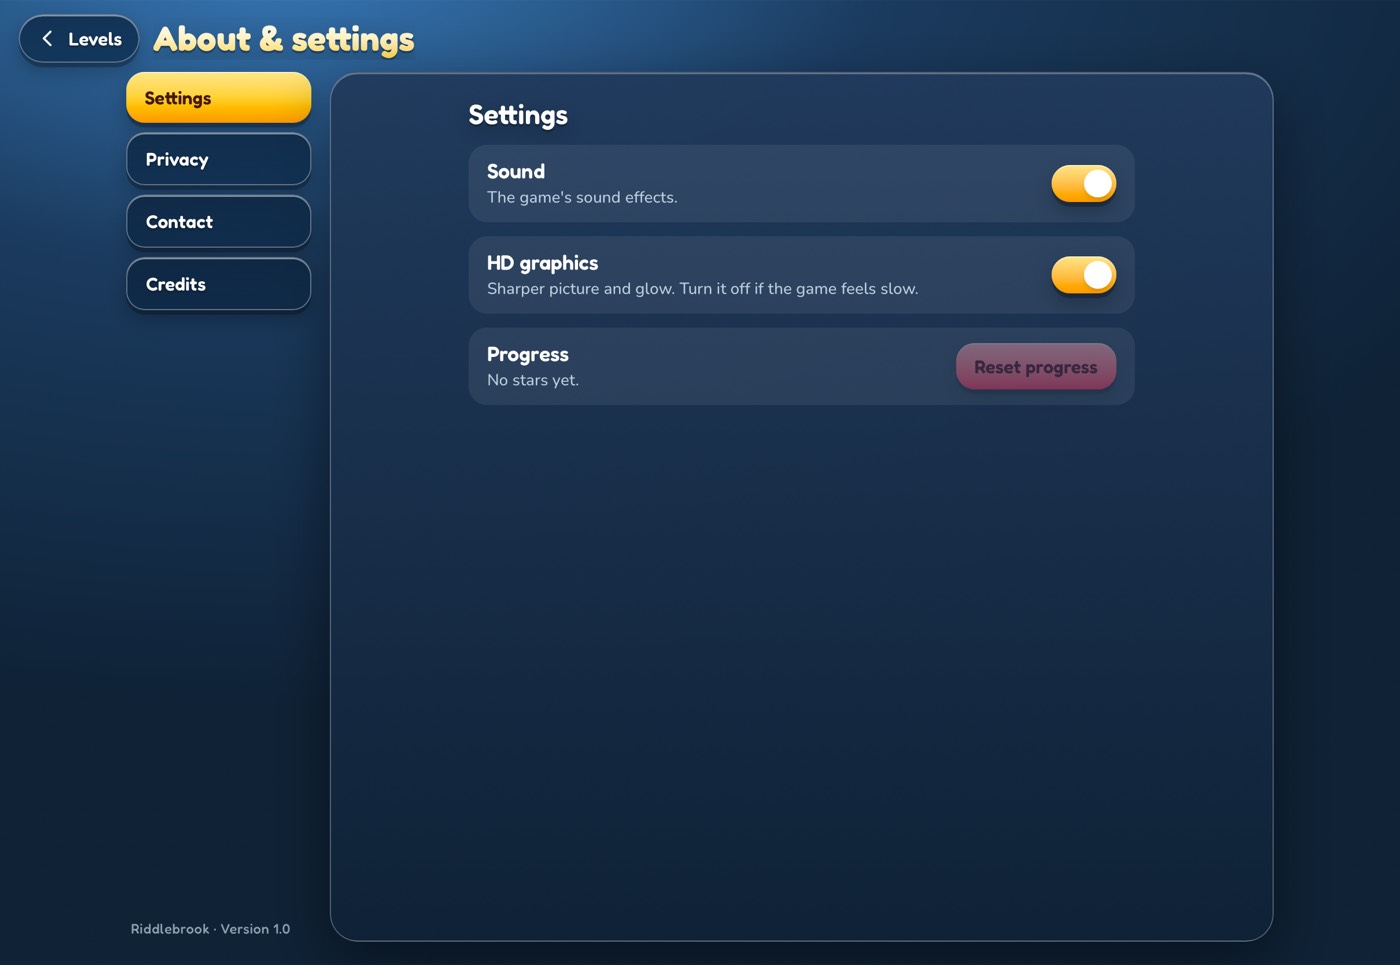 Levels
About & settings
Settings
Privacy
Contact
Credits
Riddlebrook · Version 1.0
Settings
Sound
The game's sound effects.
HD graphics
Sharper picture and glow. Turn it off if the game feels slow.
Progress
No stars yet.
Reset progress